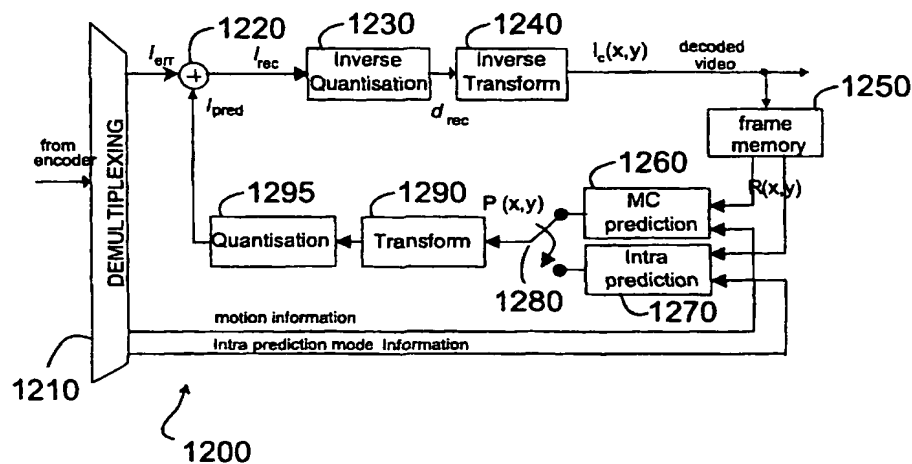 1220
1230
1240
I_err
I_rec
Inverse
Quantisation
Inverse
Transform
I_c(x,y)
decoded
video
1250
l_pred
d_rec
frame
memory
from
encoder
DEMULTIPLEXING
1260
1295
1290
P (x,y)
R(x,y)
MC
prediction
Quantisation
Transform
Intra
prediction
1280
1270
motion information
Intra prediction mode Information
1210
1200